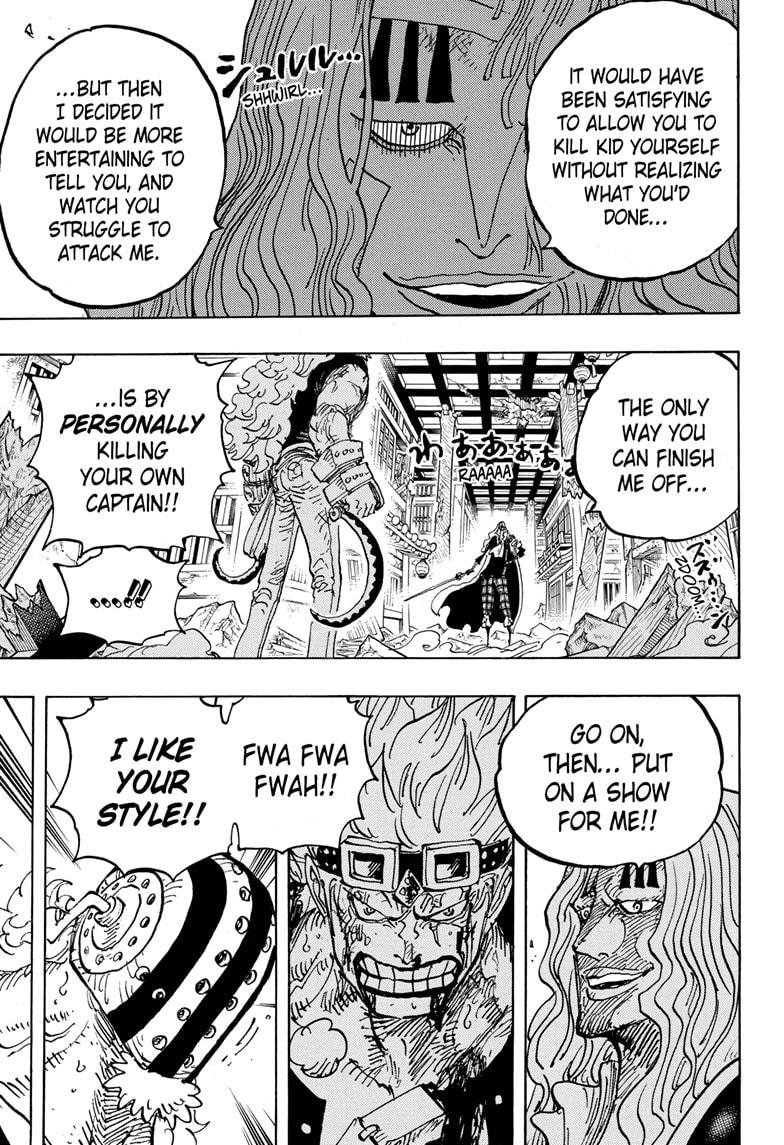 IT WOULD HAVE
BEEN SATISFYING
TO ALLOW YOU TO
KILL KID YOURSELF
WITHOUT REALIZING
WHAT YOU'D
DONE...
シュルルル...
SHHWIRL...
...BUT THEN
I DECIDED IT
WOULD BE MORE
ENTERTAINING TO
TELL YOU, AND
WATCH YOU
STRUGGLE TO
ATTACK ME.
THE ONLY
WAY YOU
CAN FINISH
ME OFF...
わあああああ
RAAAAA
...IS BY
PERSONALLY
KILLING
YOUR OWN
CAPTAIN!!
......!!
GO ON,
THEN... PUT
ON A SHOW
FOR ME!!
FWA FWA
FWAH!!
I LIKE
YOUR
STYLE!!